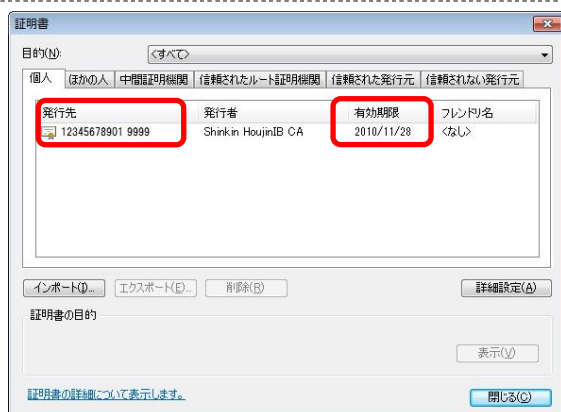 証明書
目的(N): <すべて>
個人 ほかの人 中間証明機関 信頼されたルート証明機関 信頼された発行元 信頼されない発行元
発行先 発行者 有効期限 フレンドリ名
12345678901 9999 Shinkin HoujinIB CA 2010/11/28 <なし>
インポート(I)... エクスポート(E)... 削除(R) 詳細設定(A)
証明書の目的
表示(V)
証明書の詳細について表示します。
閉じる(C)